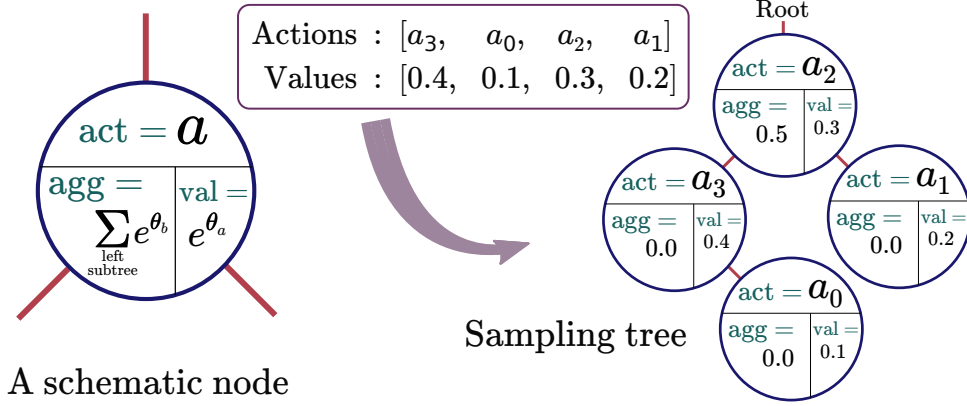 Root
Actions : [a₃, a₀, a₂, a₁]
Values : [0.4, 0.1, 0.3, 0.2]
act = a
agg =
∑ e^θ_b
left
subtree
val =
e^θ_a
act = a₂
agg =
0.5
val =
0.3
act = a₃
agg =
0.0
val =
0.4
act = a₁
agg =
0.0
val =
0.2
act = a₀
agg =
0.0
val =
0.1
Sampling tree
A schematic node